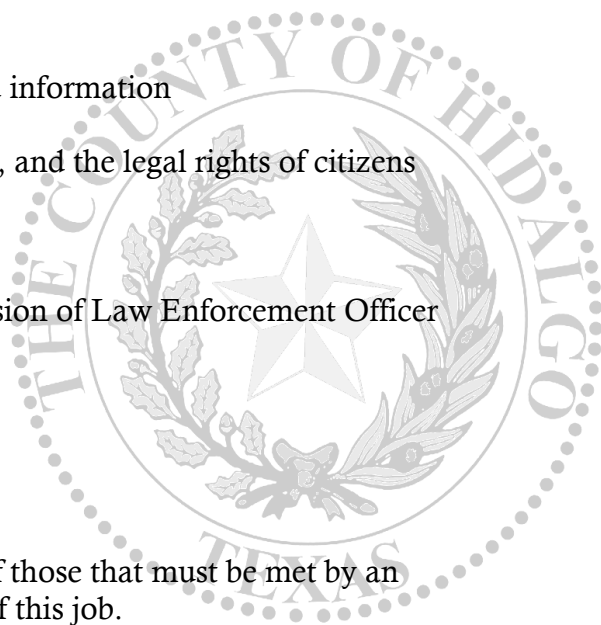 information
, and the legal rights of citizens
sion of Law Enforcement Officer
those that must be met by an
f this job.
THE COUNTY OF HIDALGO
TEXAS